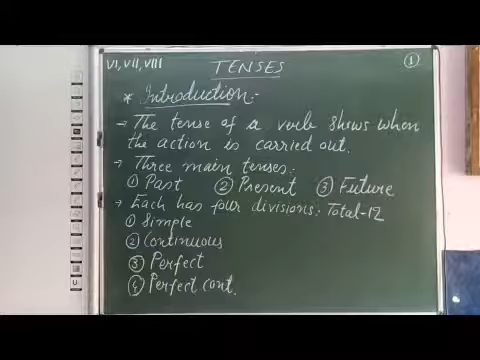 VI, VII, VIII
TENSES
①
* Introduction:-
→ The tense of a verb shows when
the action is carried out.
→ Three main tenses:
① Past ② Present ③ Future
→ Each has four divisions: Total-12
① Simple
② Continuous
③ Perfect
④ Perfect cont.